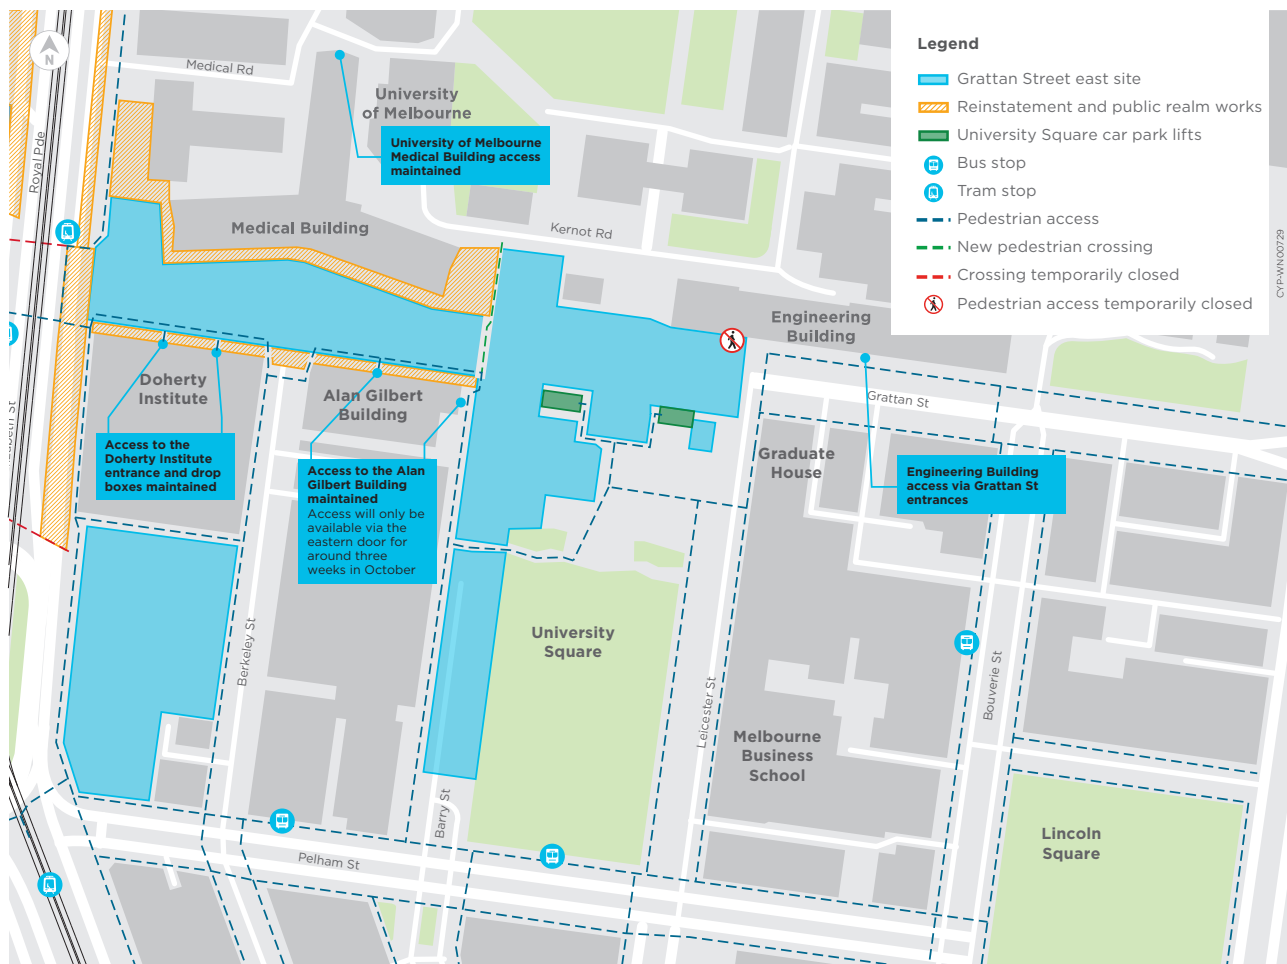 N
Medical Rd
University
of Melbourne
University of Melbourne
Medical Building access
maintained
Royal Pde
Medical Building
Kernot Rd
Legend
Grattan Street east site
Reinstatement and public realm works
University Square car park lifts
Bus stop
Tram stop
Pedestrian access
New pedestrian crossing
Crossing temporarily closed
Pedestrian access temporarily closed
CYP-WN00729
Engineering
Building
Doherty
Institute
Alan Gilbert
Building
Grattan St
Access to the
Doherty Institute
entrance and drop
boxes maintained
Access to the Alan
Gilbert Building
maintained
Access will only be
available via the
eastern door for
around three
weeks in October
Graduate
House
Engineering Building
access via Grattan St
entrances
Berkeley St
University
Square
Leicester St
Bouverie St
Melbourne
Business
School
Barry St
Pelham St
Lincoln
Square